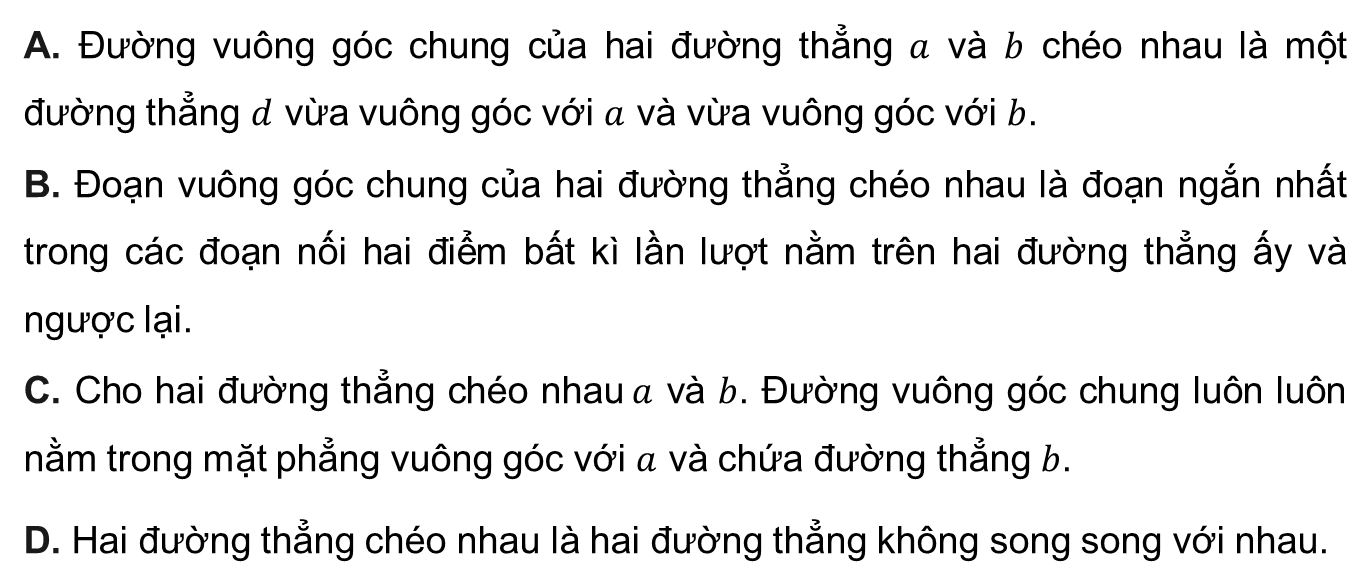 A. Đường vuông góc chung của hai đường thẳng a và b chéo nhau là một
đường thẳng d vừa vuông góc với a và vừa vuông góc với b.
B. Đoạn vuông góc chung của hai đường thẳng chéo nhau là đoạn ngắn nhất
trong các đoạn nối hai điểm bất kì lần lượt nằm trên hai đường thẳng ấy và
ngược lại.
C. Cho hai đường thẳng chéo nhau a và b. Đường vuông góc chung luôn luôn
nằm trong mặt phẳng vuông góc với a và chứa đường thẳng b.
D. Hai đường thẳng chéo nhau là hai đường thẳng không song song với nhau.